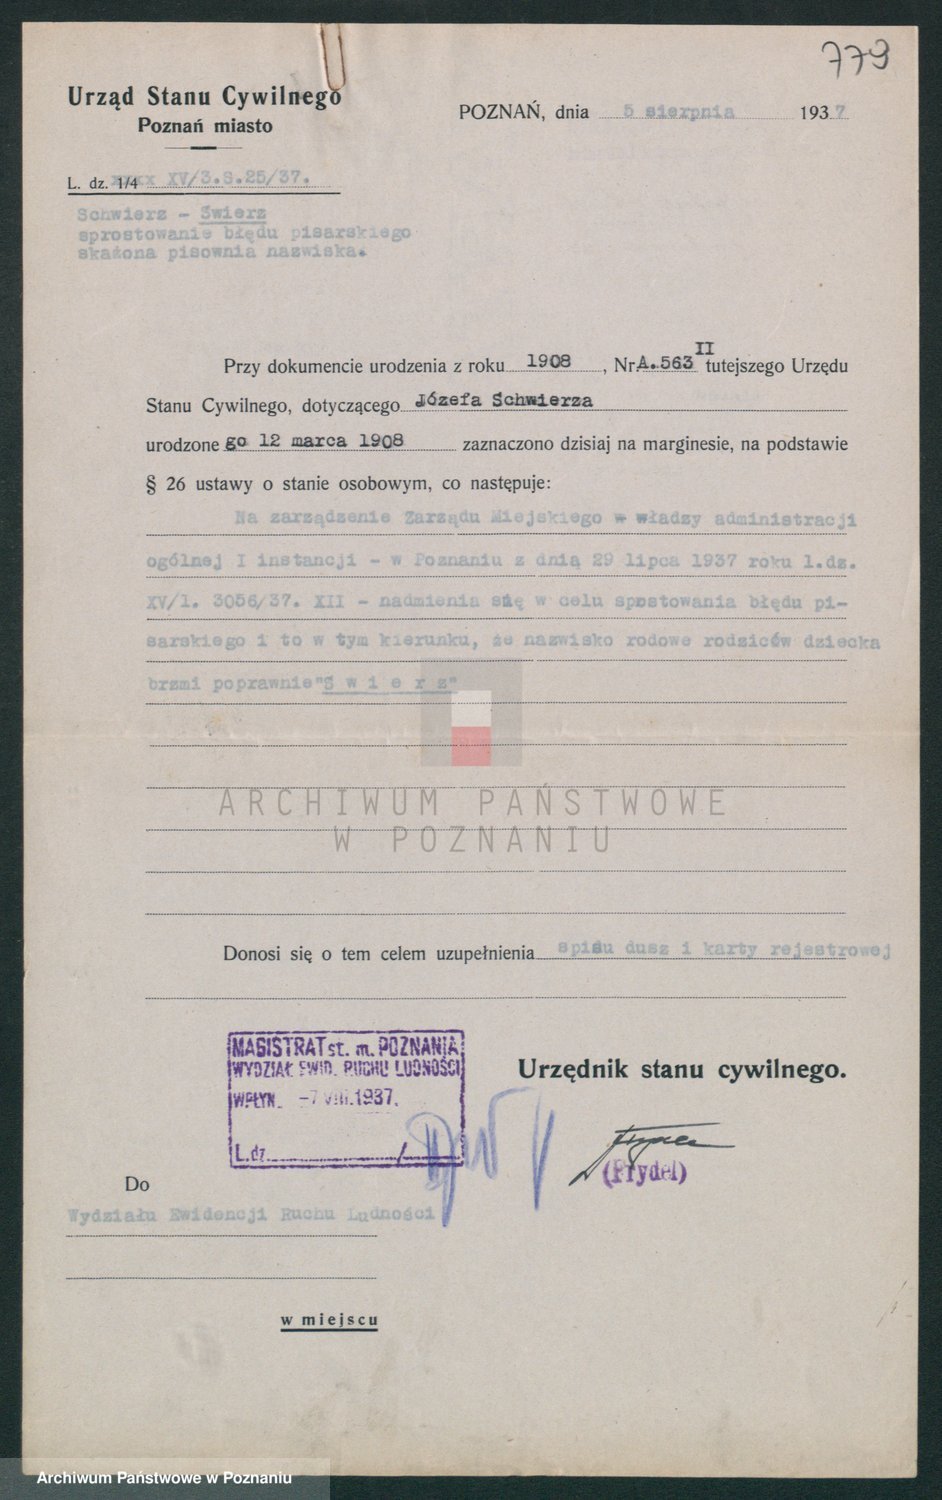 779
Urząd Stanu Cywilnego
Poznań miasto
POZNAŃ, dnia 5 sierpnia 1937
L. dz. 1/4 xxxx XV/3.S.25/37.
Schwierz - Świerz
sprostowanie błędu pisarskiego
skażona pisownia nazwiska.
Przy dokumencie urodzenia z roku 1908, Nr A.563 II tutejszego Urzędu
Stanu Cywilnego, dotyczącego Józefa Schwierza
urodzonego 12 marca 1908 zaznaczono dzisiaj na marginesie, na podstawie
§ 26 ustawy o stanie osobowym, co następuje:
Na zarządzenie Zarządu Miejskiego w władzy administracji
ogólnej I instancji - w Poznaniu z dnia 29 lipca 1937 roku l.dz.
XV/1. 3056/37. XII - nadmienia się w celu sprostowania błędu pi-
sarskiego i to w tym kierunku, że nazwisko rodowe rodziców dziecka
brzmi poprawnie "Ś w i e r z"
ARCHIWUM PAŃSTWOWE
W POZNANIU
Donosi się o tem celem uzupełnienia spisu dusz i karty rejestrowej
MAGISTRAT st. m. POZNANIA
WYDZIAŁ EWID. RUCHU LUDNOŚCI
WPŁYN. -7 VIII.1937.
L.dz. /
Urzędnik stanu cywilnego.
(Prydel)
Do
Wydziału Ewidencji Ruchu Ludności
w miejscu
Archiwum Państwowe w Poznaniu